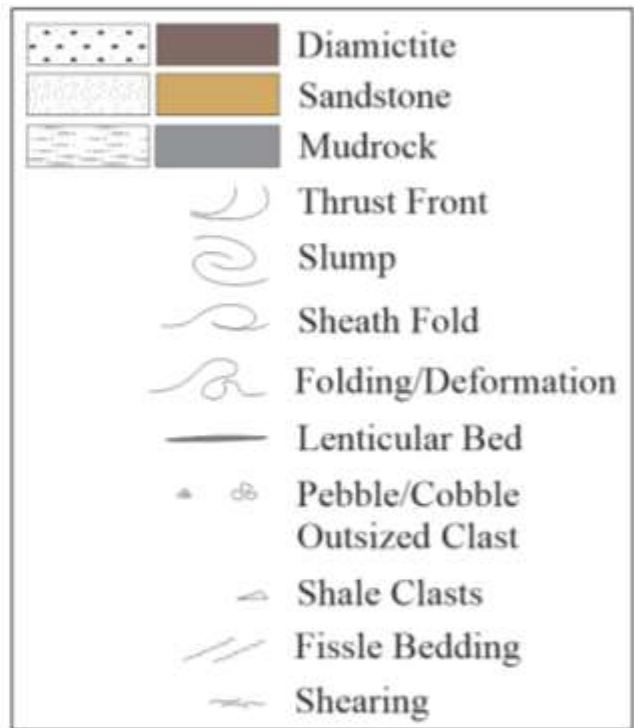 Diamictite
Sandstone
Mudrock
Thrust Front
Slump
Sheath Fold
Folding/Deformation
Lenticular Bed
Pebble/Cobble
Outsized Clast
Shale Clasts
Fissle Bedding
Shearing